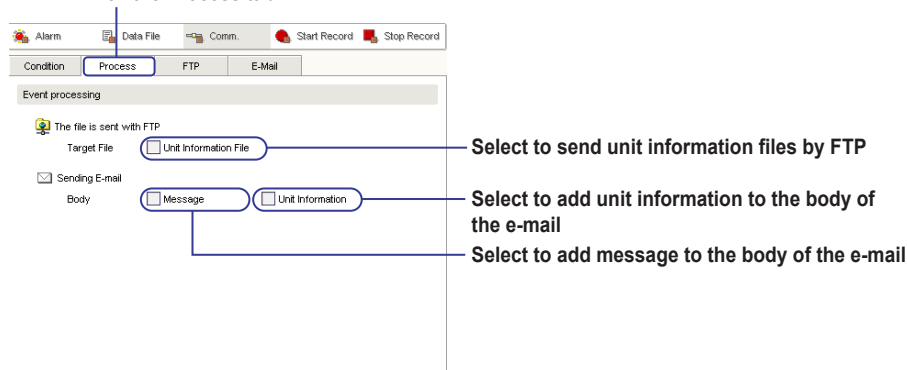 Alarm Data File Comm. Start Record Stop Record
Condition Process FTP E-Mail
Event processing
The file is sent with FTP
Target File Unit Information File
Select to send unit information files by FTP
Sending E-mail
Body Message Unit Information
Select to add unit information to the body of
the e-mail
Select to add message to the body of the e-mail